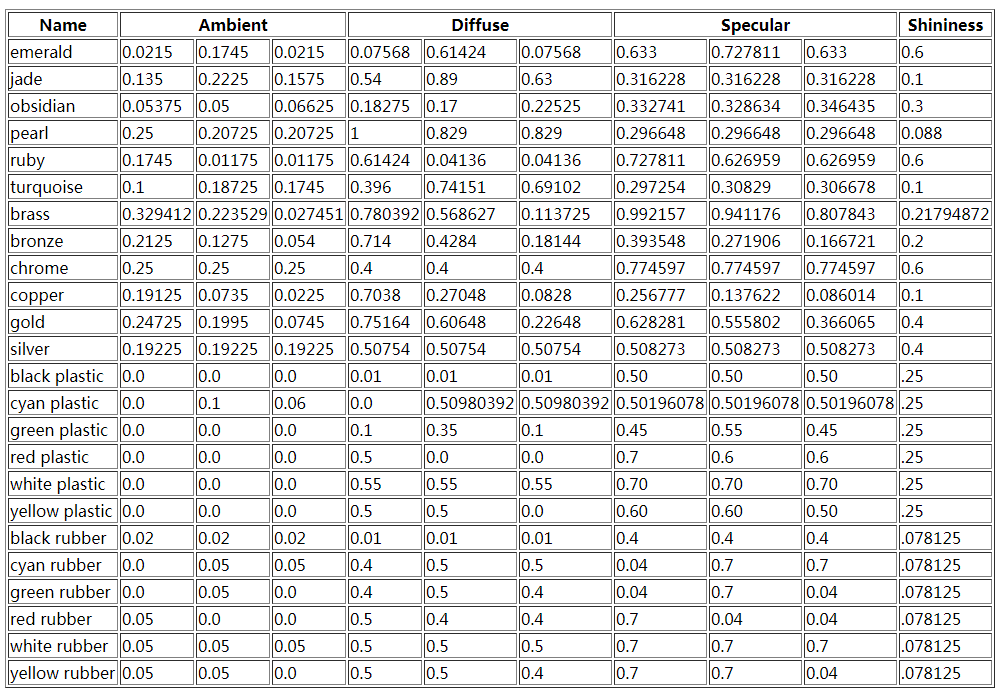 Name Ambient Diffuse Specular Shininess
emerald 0.0215 0.1745 0.0215 0.07568 0.61424 0.07568 0.633 0.727811 0.633 0.6
jade 0.135 0.2225 0.1575 0.54 0.89 0.63 0.316228 0.316228 0.316228 0.1
obsidian 0.05375 0.05 0.06625 0.18275 0.17 0.22525 0.332741 0.328634 0.346435 0.3
pearl 0.25 0.20725 0.20725 1 0.829 0.829 0.296648 0.296648 0.296648 0.088
ruby 0.1745 0.01175 0.01175 0.61424 0.04136 0.04136 0.727811 0.626959 0.626959 0.6
turquoise 0.1 0.18725 0.1745 0.396 0.74151 0.69102 0.297254 0.30829 0.306678 0.1
brass 0.329412 0.223529 0.027451 0.780392 0.568627 0.113725 0.992157 0.941176 0.807843 0.21794872
bronze 0.2125 0.1275 0.054 0.714 0.4284 0.18144 0.393548 0.271906 0.166721 0.2
chrome 0.25 0.25 0.25 0.4 0.4 0.4 0.774597 0.774597 0.774597 0.6
copper 0.19125 0.0735 0.0225 0.7038 0.27048 0.0828 0.256777 0.137622 0.086014 0.1
gold 0.24725 0.1995 0.0745 0.75164 0.60648 0.22648 0.628281 0.555802 0.366065 0.4
silver 0.19225 0.19225 0.19225 0.50754 0.50754 0.50754 0.508273 0.508273 0.508273 0.4
black plastic 0.0 0.0 0.0 0.01 0.01 0.01 0.50 0.50 0.50 .25
cyan plastic 0.0 0.1 0.06 0.0 0.50980392 0.50980392 0.50196078 0.50196078 0.50196078 .25
green plastic 0.0 0.0 0.0 0.1 0.35 0.1 0.45 0.55 0.45 .25
red plastic 0.0 0.0 0.0 0.5 0.0 0.0 0.7 0.6 0.6 .25
white plastic 0.0 0.0 0.0 0.55 0.55 0.55 0.70 0.70 0.70 .25
yellow plastic 0.0 0.0 0.0 0.5 0.5 0.0 0.60 0.60 0.50 .25
black rubber 0.02 0.02 0.02 0.01 0.01 0.01 0.4 0.4 0.4 .078125
cyan rubber 0.0 0.05 0.05 0.4 0.5 0.5 0.04 0.7 0.7 .078125
green rubber 0.0 0.05 0.0 0.4 0.5 0.4 0.04 0.7 0.04 .078125
red rubber 0.05 0.0 0.0 0.5 0.4 0.4 0.7 0.04 0.04 .078125
white rubber 0.05 0.05 0.05 0.5 0.5 0.5 0.7 0.7 0.7 .078125
yellow rubber 0.05 0.05 0.0 0.5 0.5 0.4 0.7 0.7 0.04 .078125